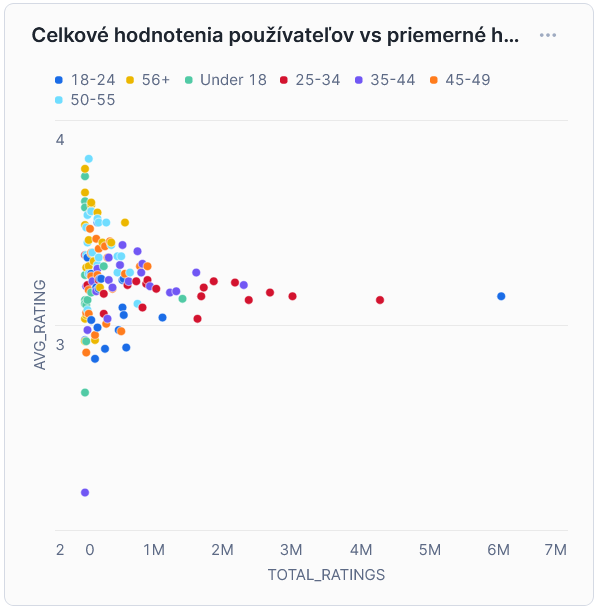 Celkové hodnotenia používateľov vs priemerné h...
18-24 56+ Under 18 25-34 35-44 45-49
50-55
4
3
AVG_RATING
2 0 1M 2M 3M 4M 5M 6M 7M
TOTAL_RATINGS